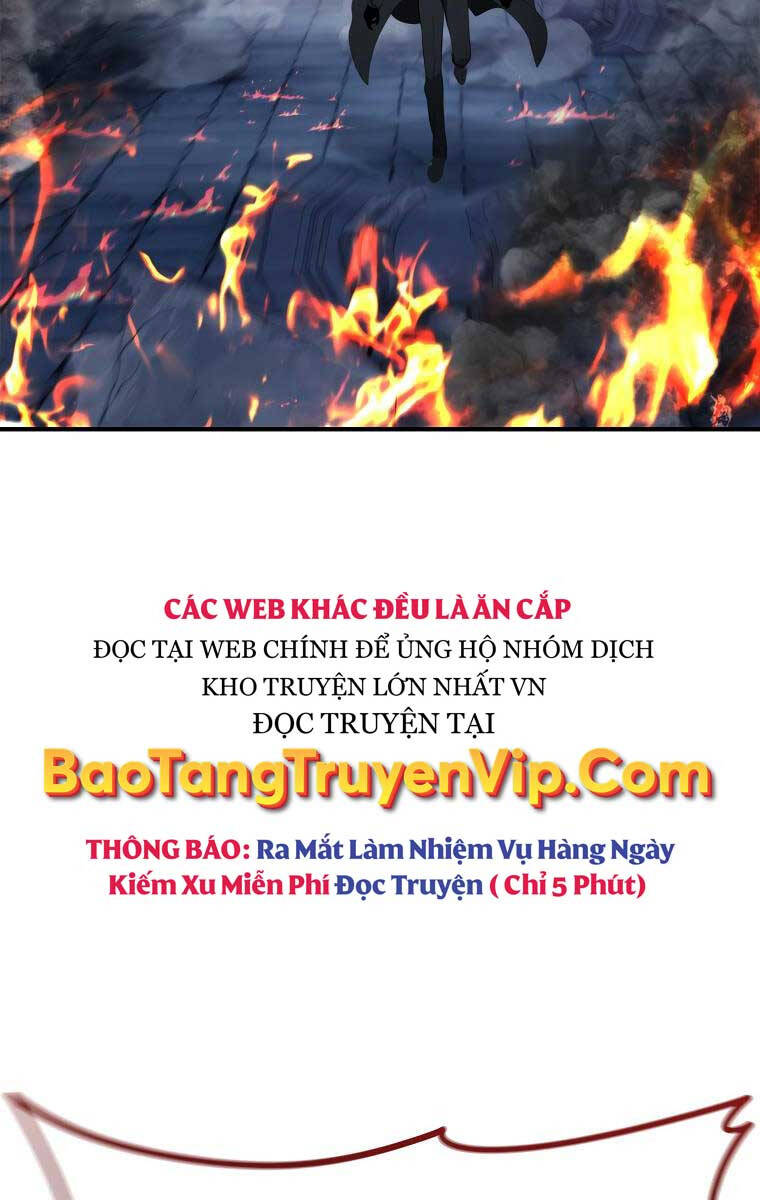 CÁC WEB KHÁC ĐỀU LÀ ĂN CẮP
ĐỌC TẠI WEB CHÍNH ĐỂ ỦNG HỘ NHÓM DỊCH
KHO TRUYỆN LỚN NHẤT VN
ĐỌC TRUYỆN TẠI
BaoTangTruyenVip.Com
THÔNG BÁO: Ra Mắt Làm Nhiệm Vụ Hàng Ngày
Kiếm Xu Miễn Phí Đọc Truyện ( Chỉ 5 Phút)